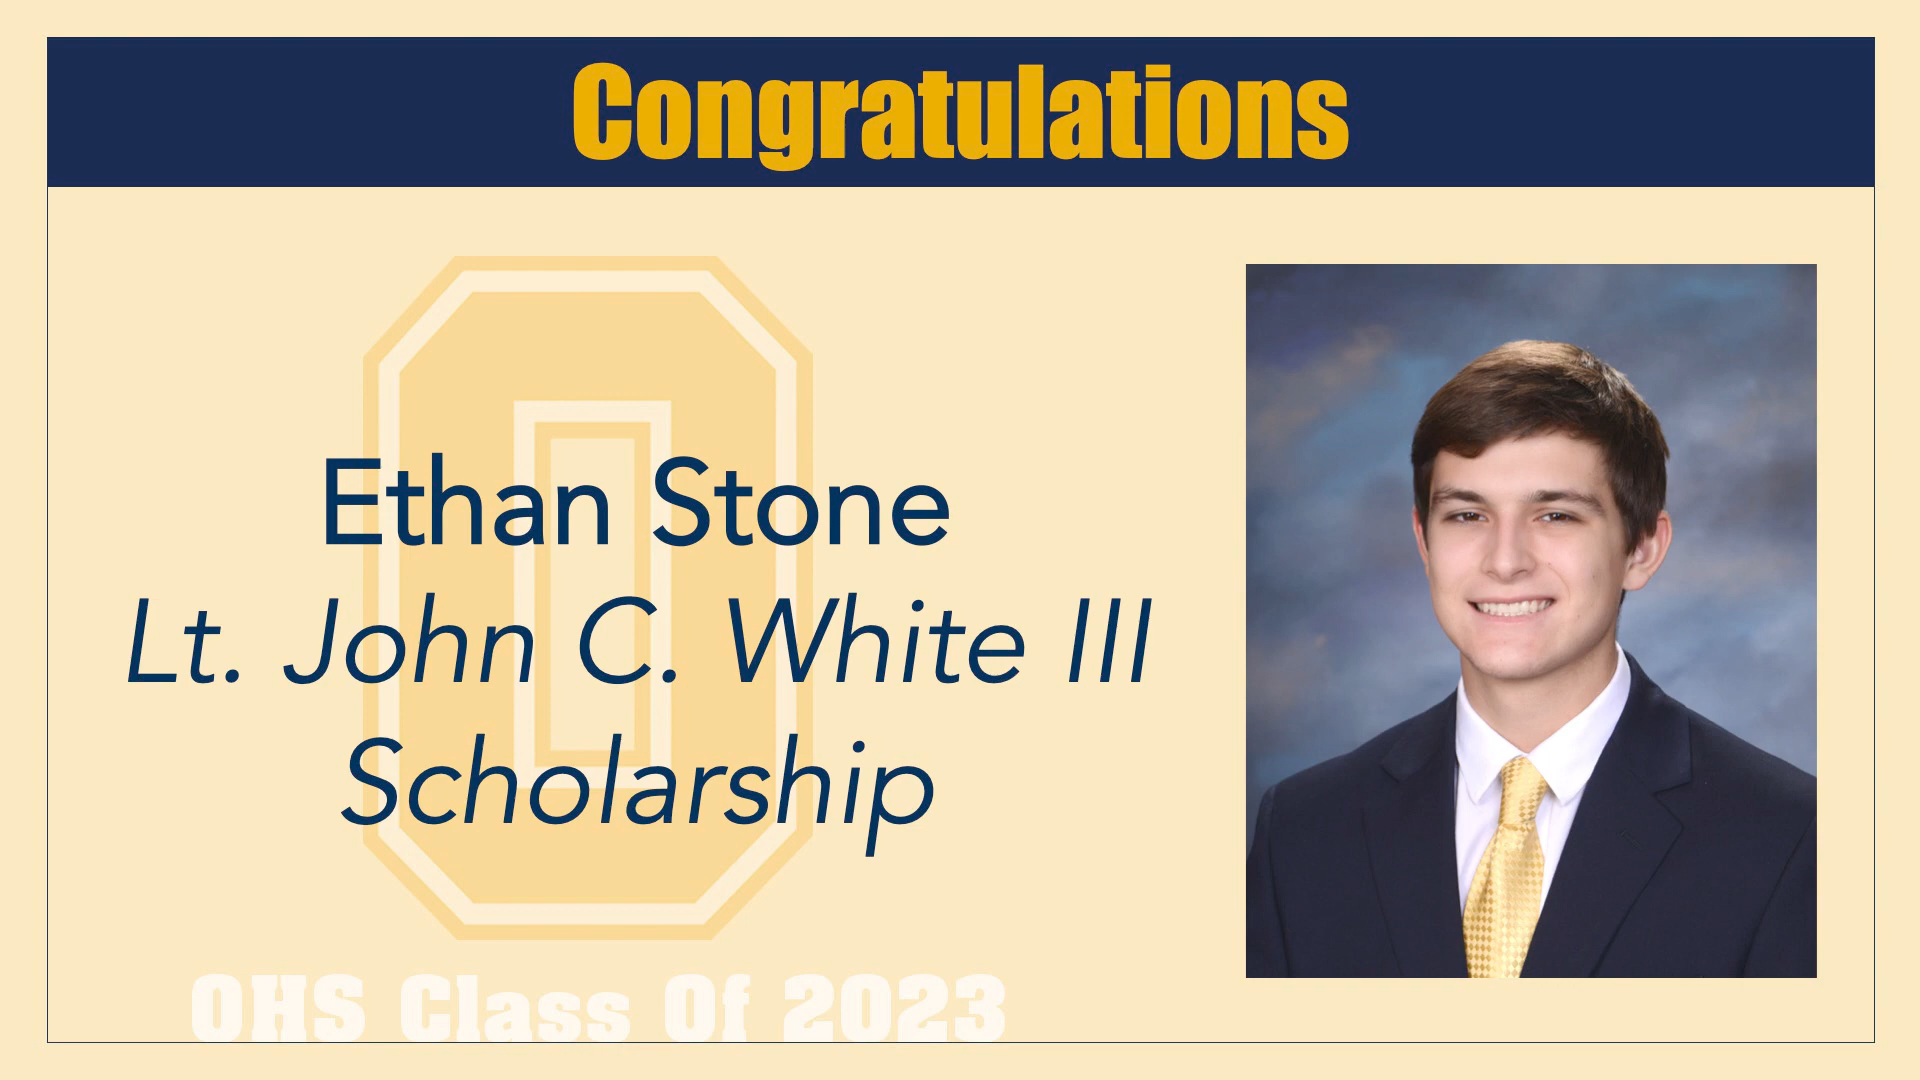 Congratulations
Ethan Stone
Lt. John C. White III
Scholarship
OHS Class Of 2023